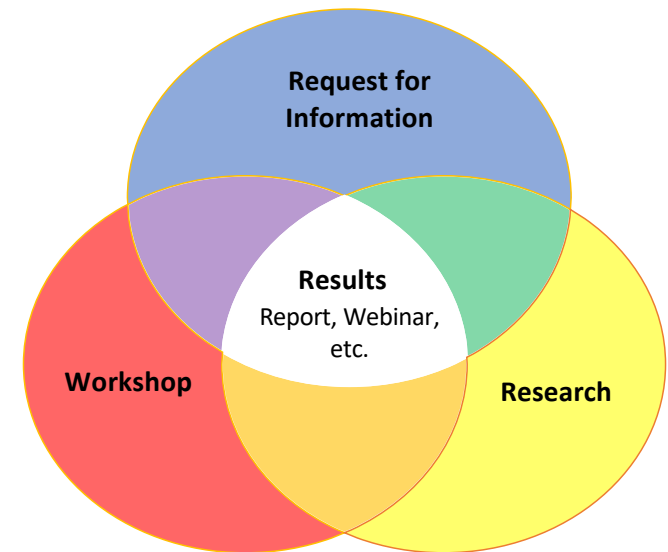 Request for
Information
Results
Report, Webinar,
etc.
Workshop
Research